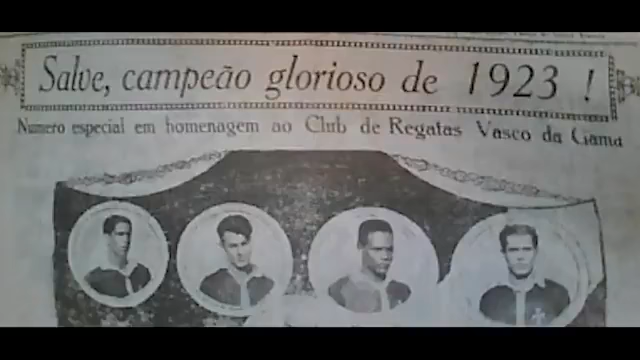 Salve, campeão glorioso de 1923 !
Numero especial em homenagem ao Club de Regatas Vasco da Gama